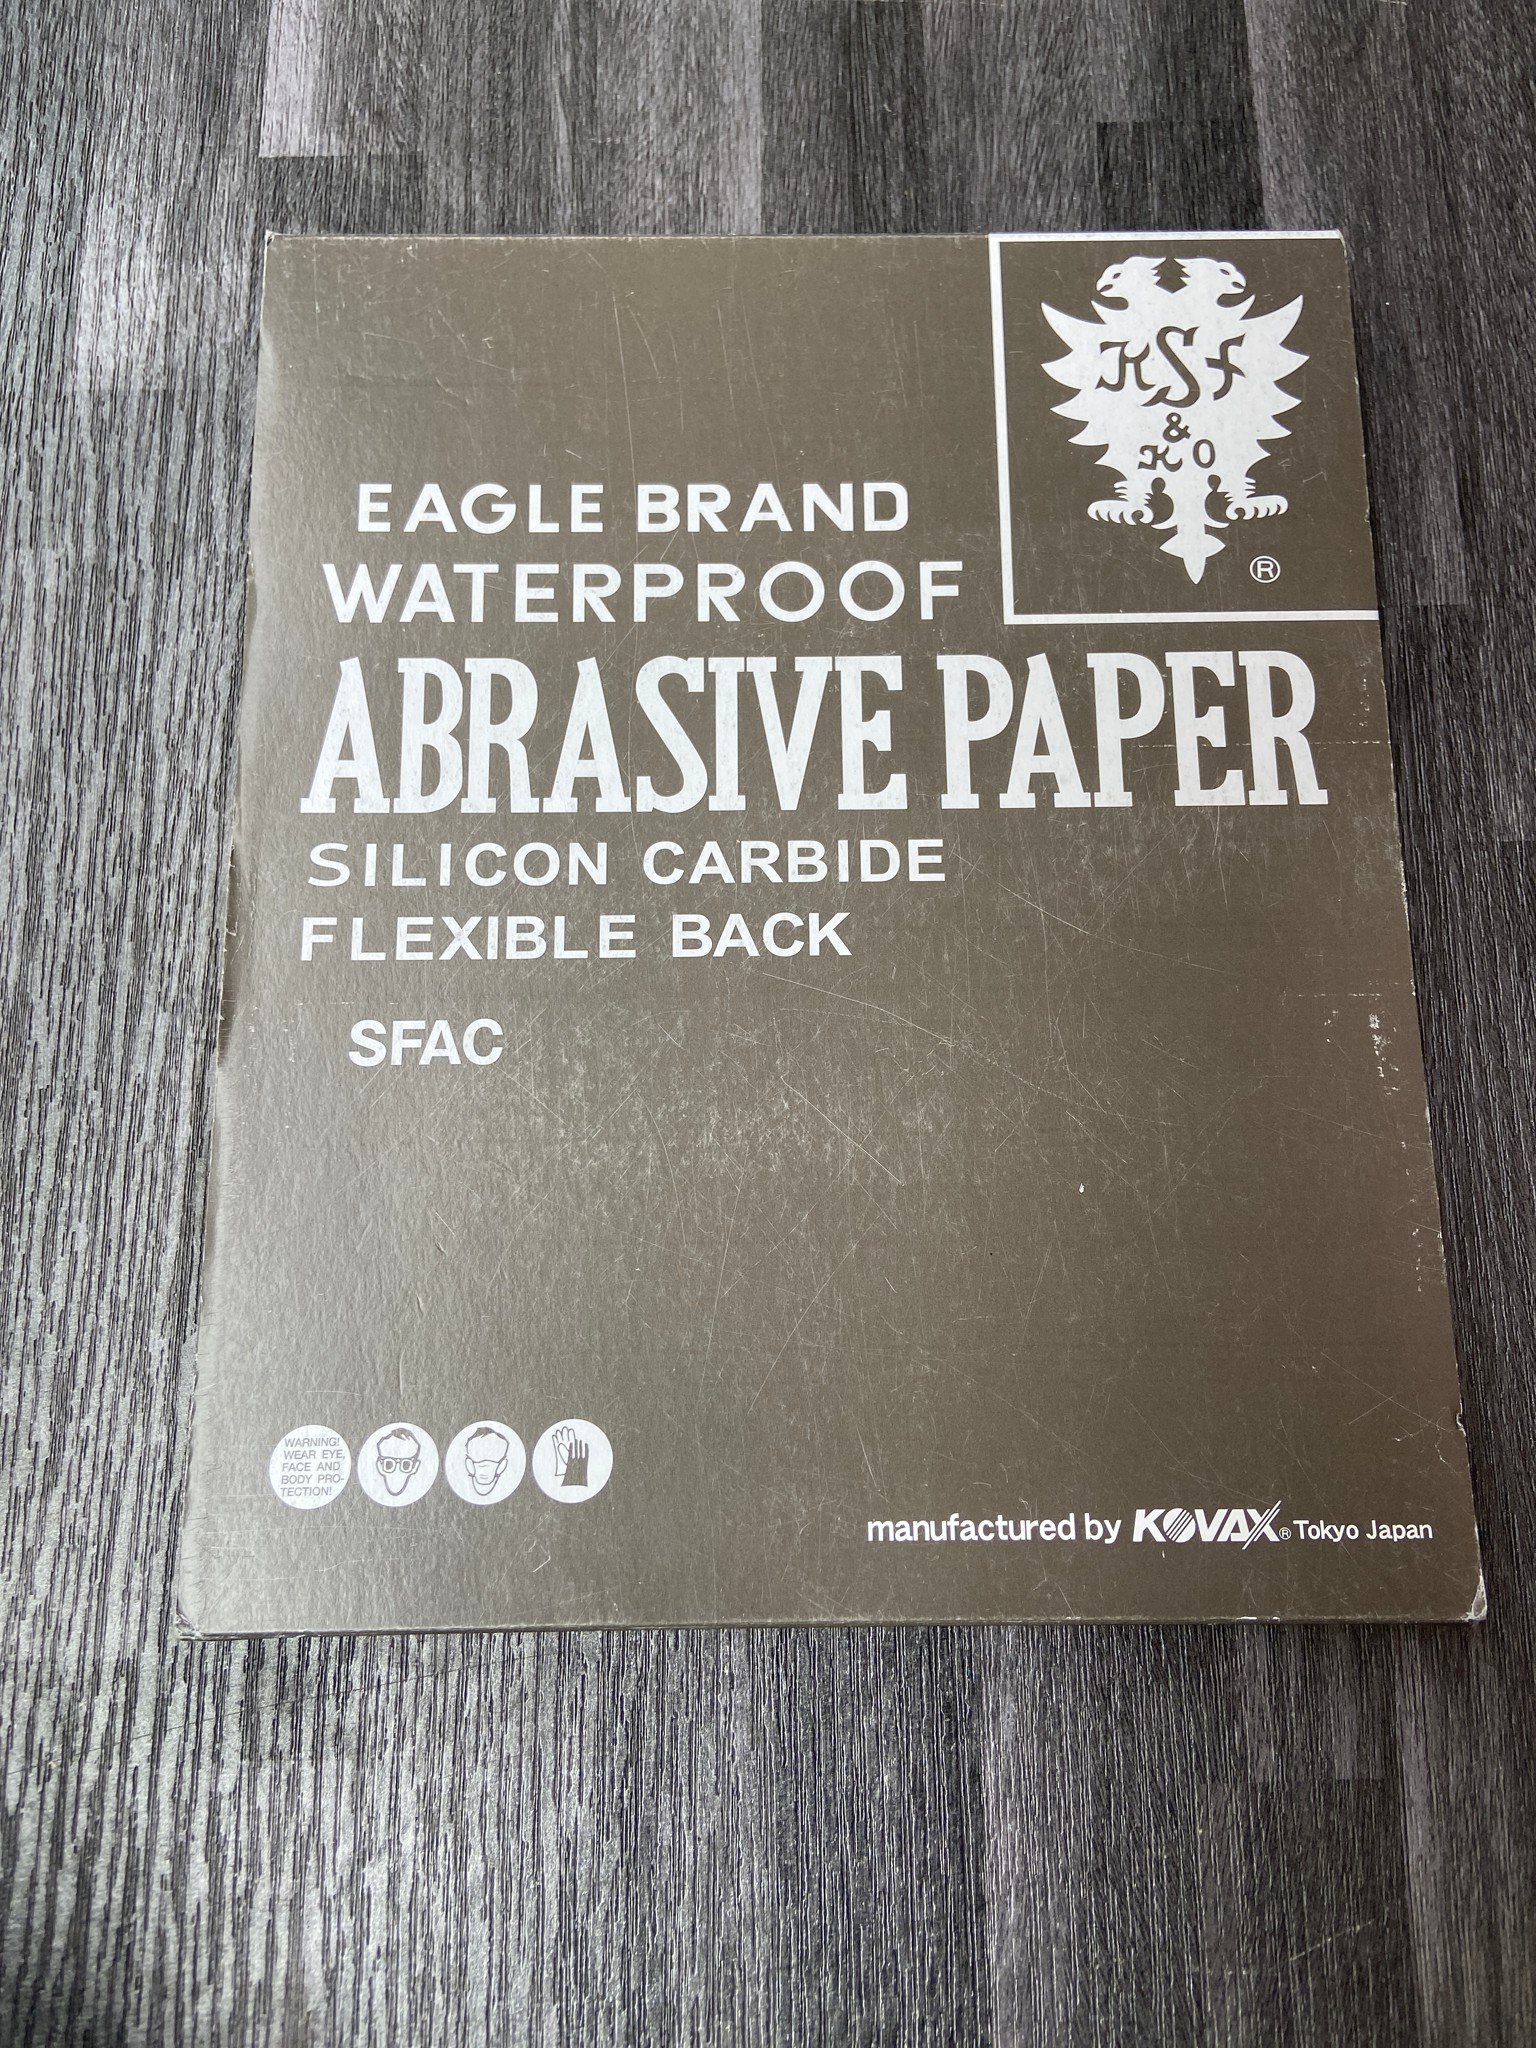 KSt
&
KO
®
EAGLE BRAND
WATERPROOF
ABRASIVE PAPER
SILICON CARBIDE
FLEXIBLE BACK
SFAC
WARNING!
WEAR EYE,
FACE AND
BODY PRO-
TECTION!
manufactured by KOVAX® Tokyo Japan